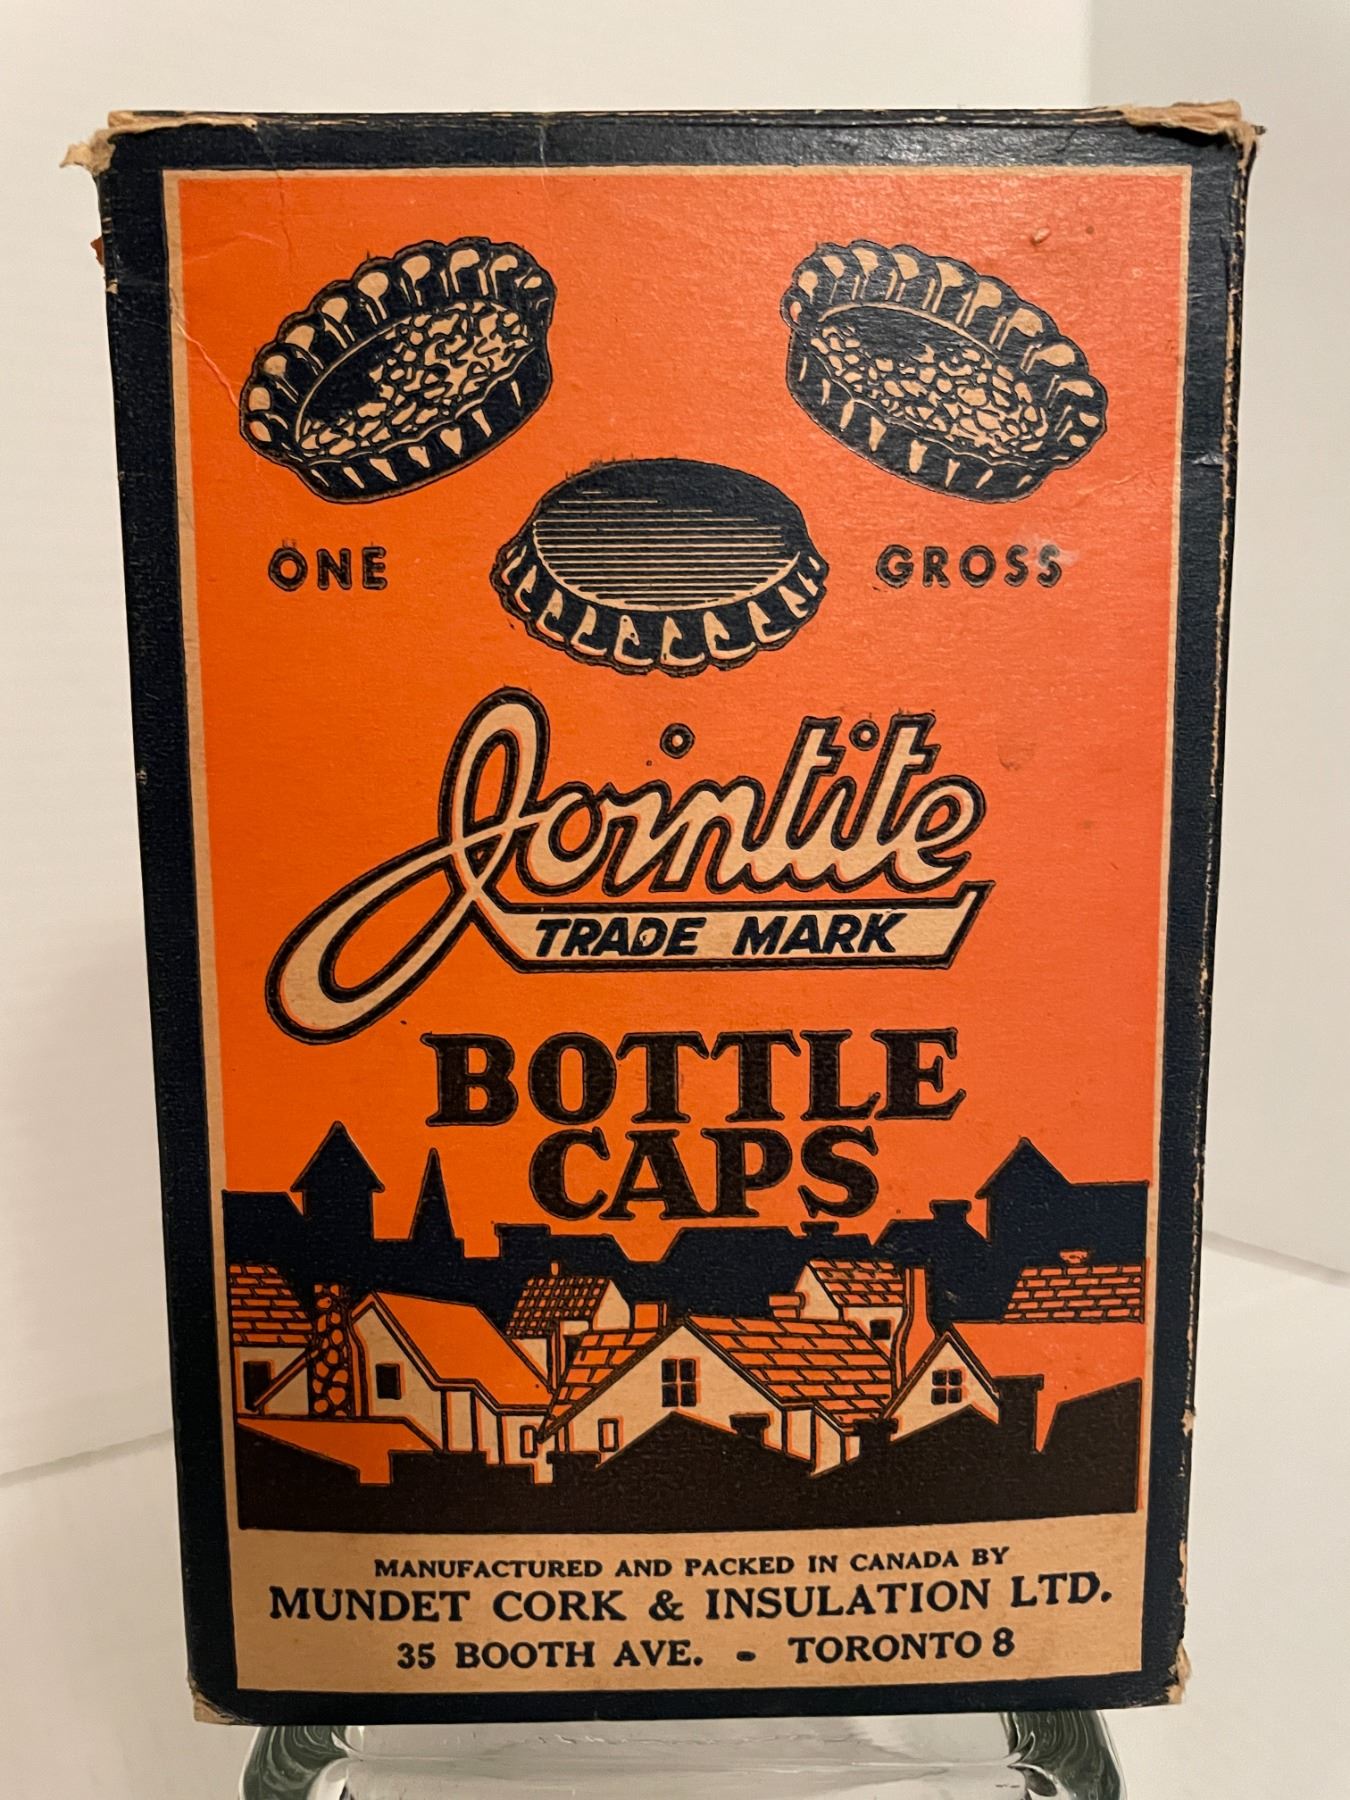 ONE GROSS
Jointite
TRADE MARK
BOTTLE
CAPS
MANUFACTURED AND PACKED IN CANADA BY
MUNDET CORK & INSULATION LTD.
35 BOOTH AVE. - TORONTO 8